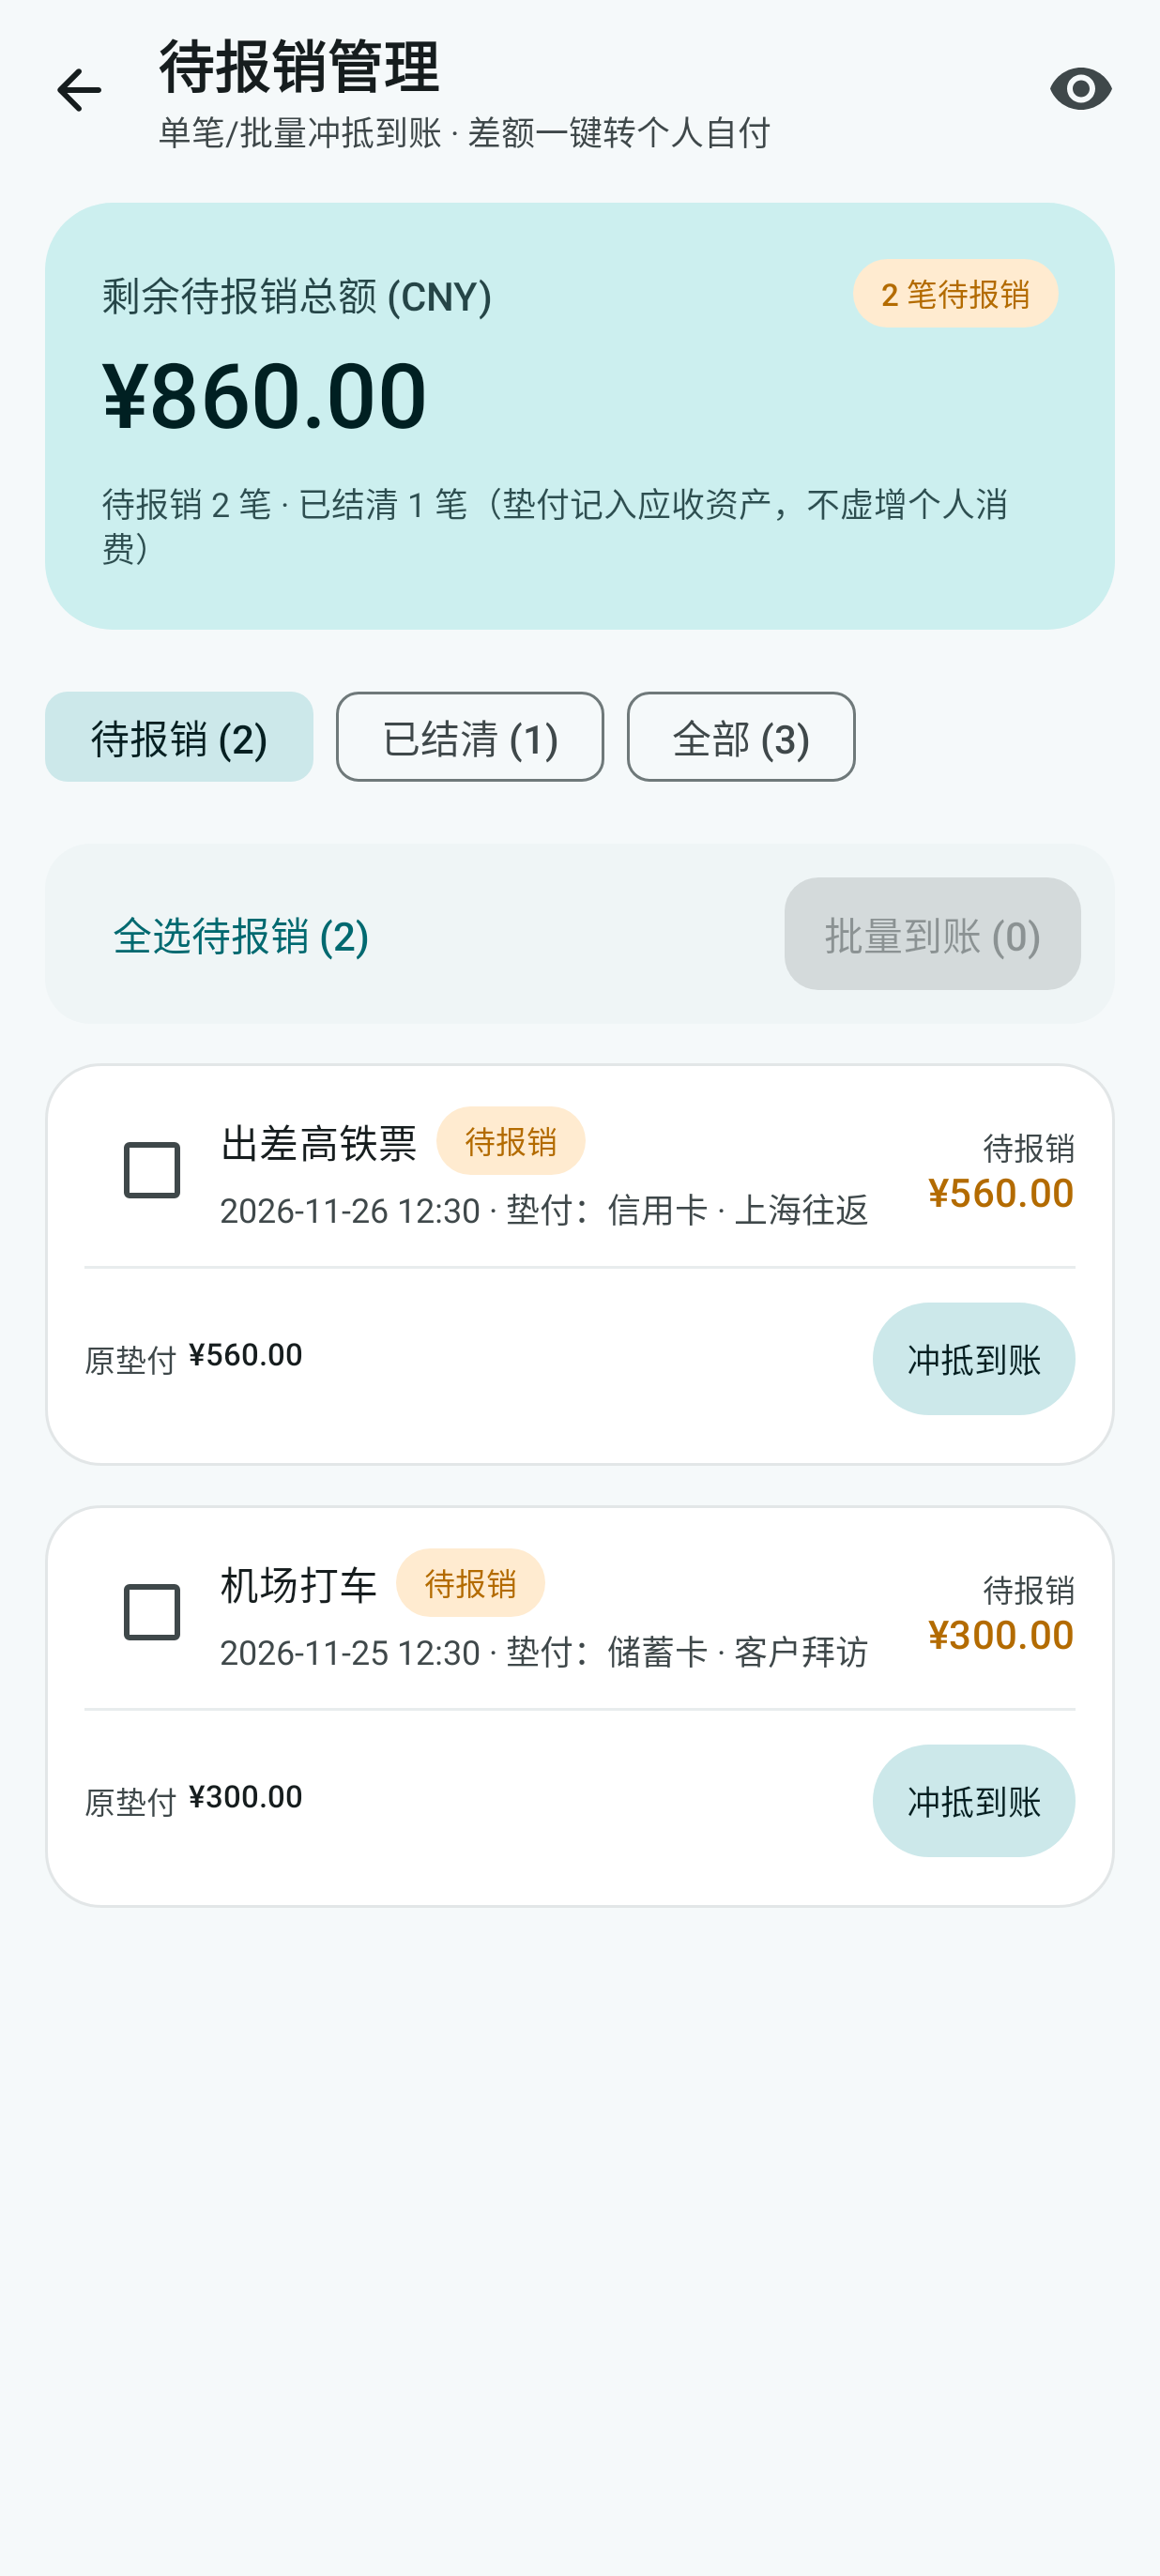 待报销管理
单笔/批量冲抵到账 · 差额一键转个人自付
剩余待报销总额 (CNY)
2 笔待报销
¥860.00
待报销 2 笔 · 已结清 1 笔（垫付记入应收资产，不虚增个人消
费）
待报销 (2)
已结清 (1)
全部 (3)
全选待报销 (2)
批量到账 (0)
出差高铁票
待报销
2026-11-26 12:30 · 垫付：信用卡 · 上海往返
待报销
¥560.00
原垫付 ¥560.00
冲抵到账
机场打车
待报销
2026-11-25 12:30 · 垫付：储蓄卡 · 客户拜访
待报销
¥300.00
原垫付 ¥300.00
冲抵到账